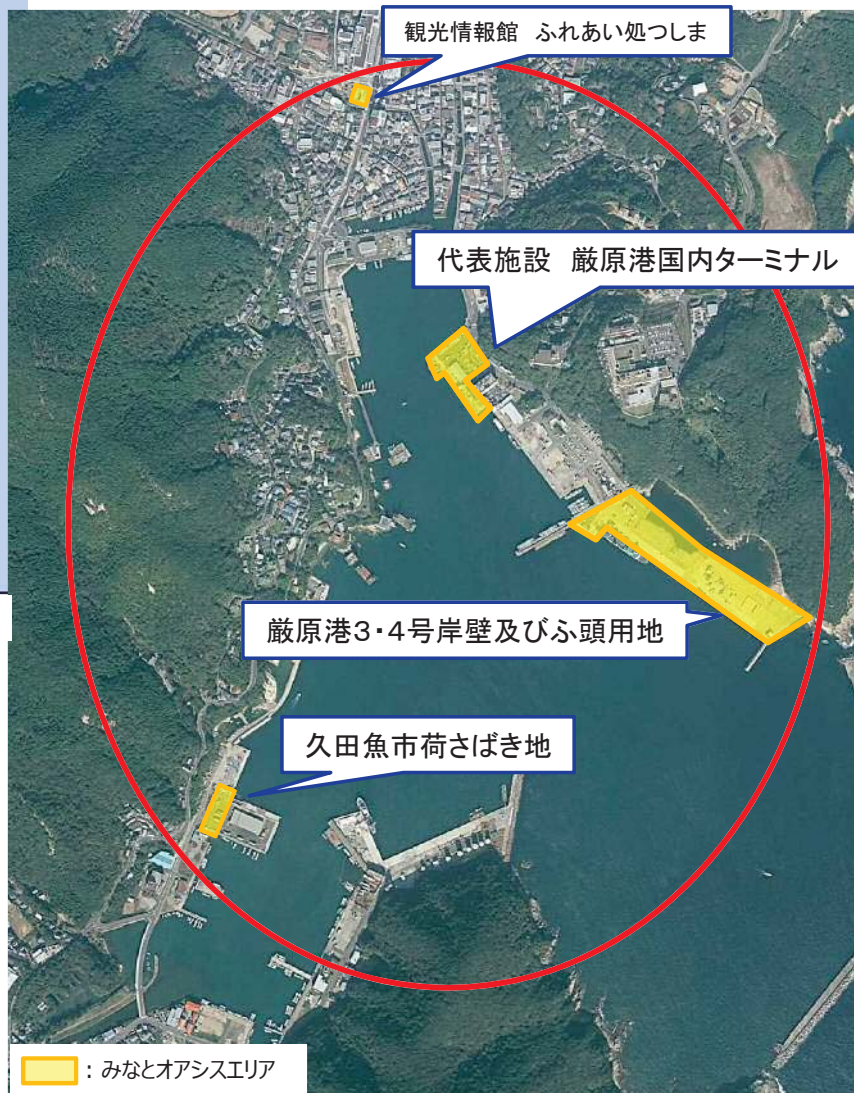 観光情報館　ふれあい処つしま
代表施設　厳原港国内ターミナル
厳原港3・4号岸壁及びふ頭用地
久田魚市荷さばき地
：みなとオアシスエリア